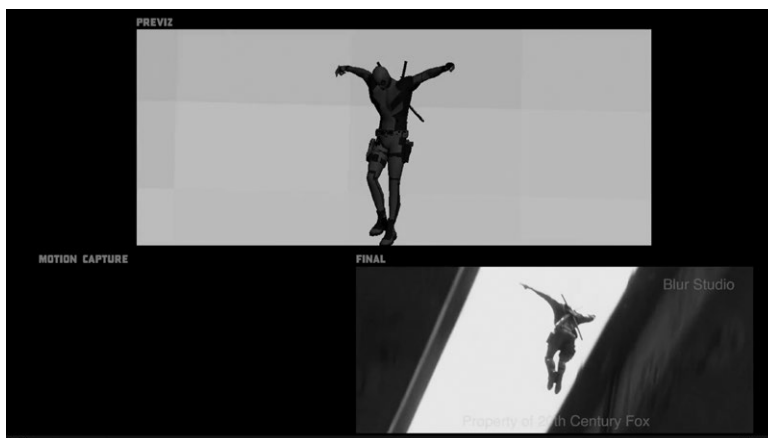 PREVIZ
MOTION CAPTURE
FINAL
Blur Studio
Property of 20th Century Fox